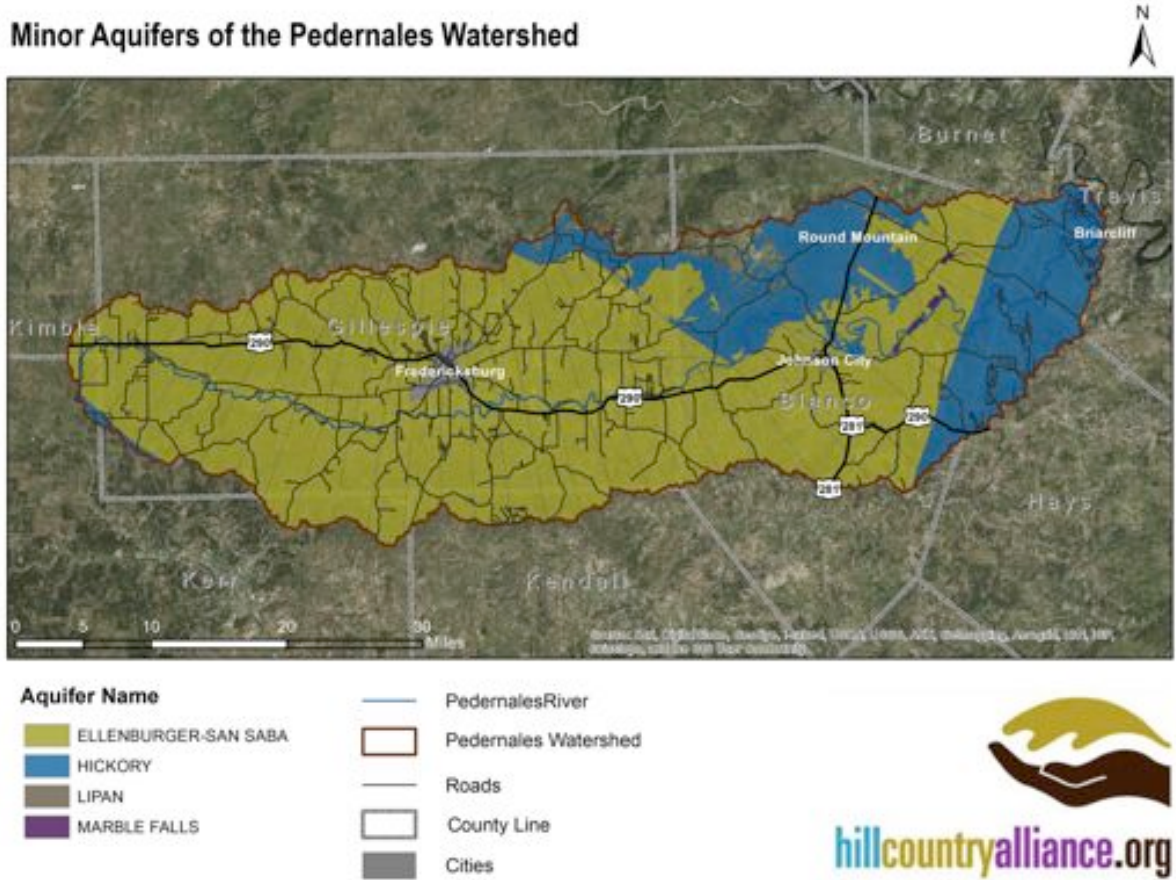 Minor Aquifers of the Pedernales Watershed
N
Burnet
Travis
Round Mountain
Briarcliff
Kimble
Gillespie
290
Johnson City
Fredericksburg
290
Blanco
290
281
281
Hays
Kerr
Kendall
0 5 10 20 30
Miles
Aquifer Name
ELLENBURGER-SAN SABA
HICKORY
LIPAN
MARBLE FALLS
PedernalesRiver
Pedernales Watershed
Roads
County Line
Cities
hillcountryalliance.org